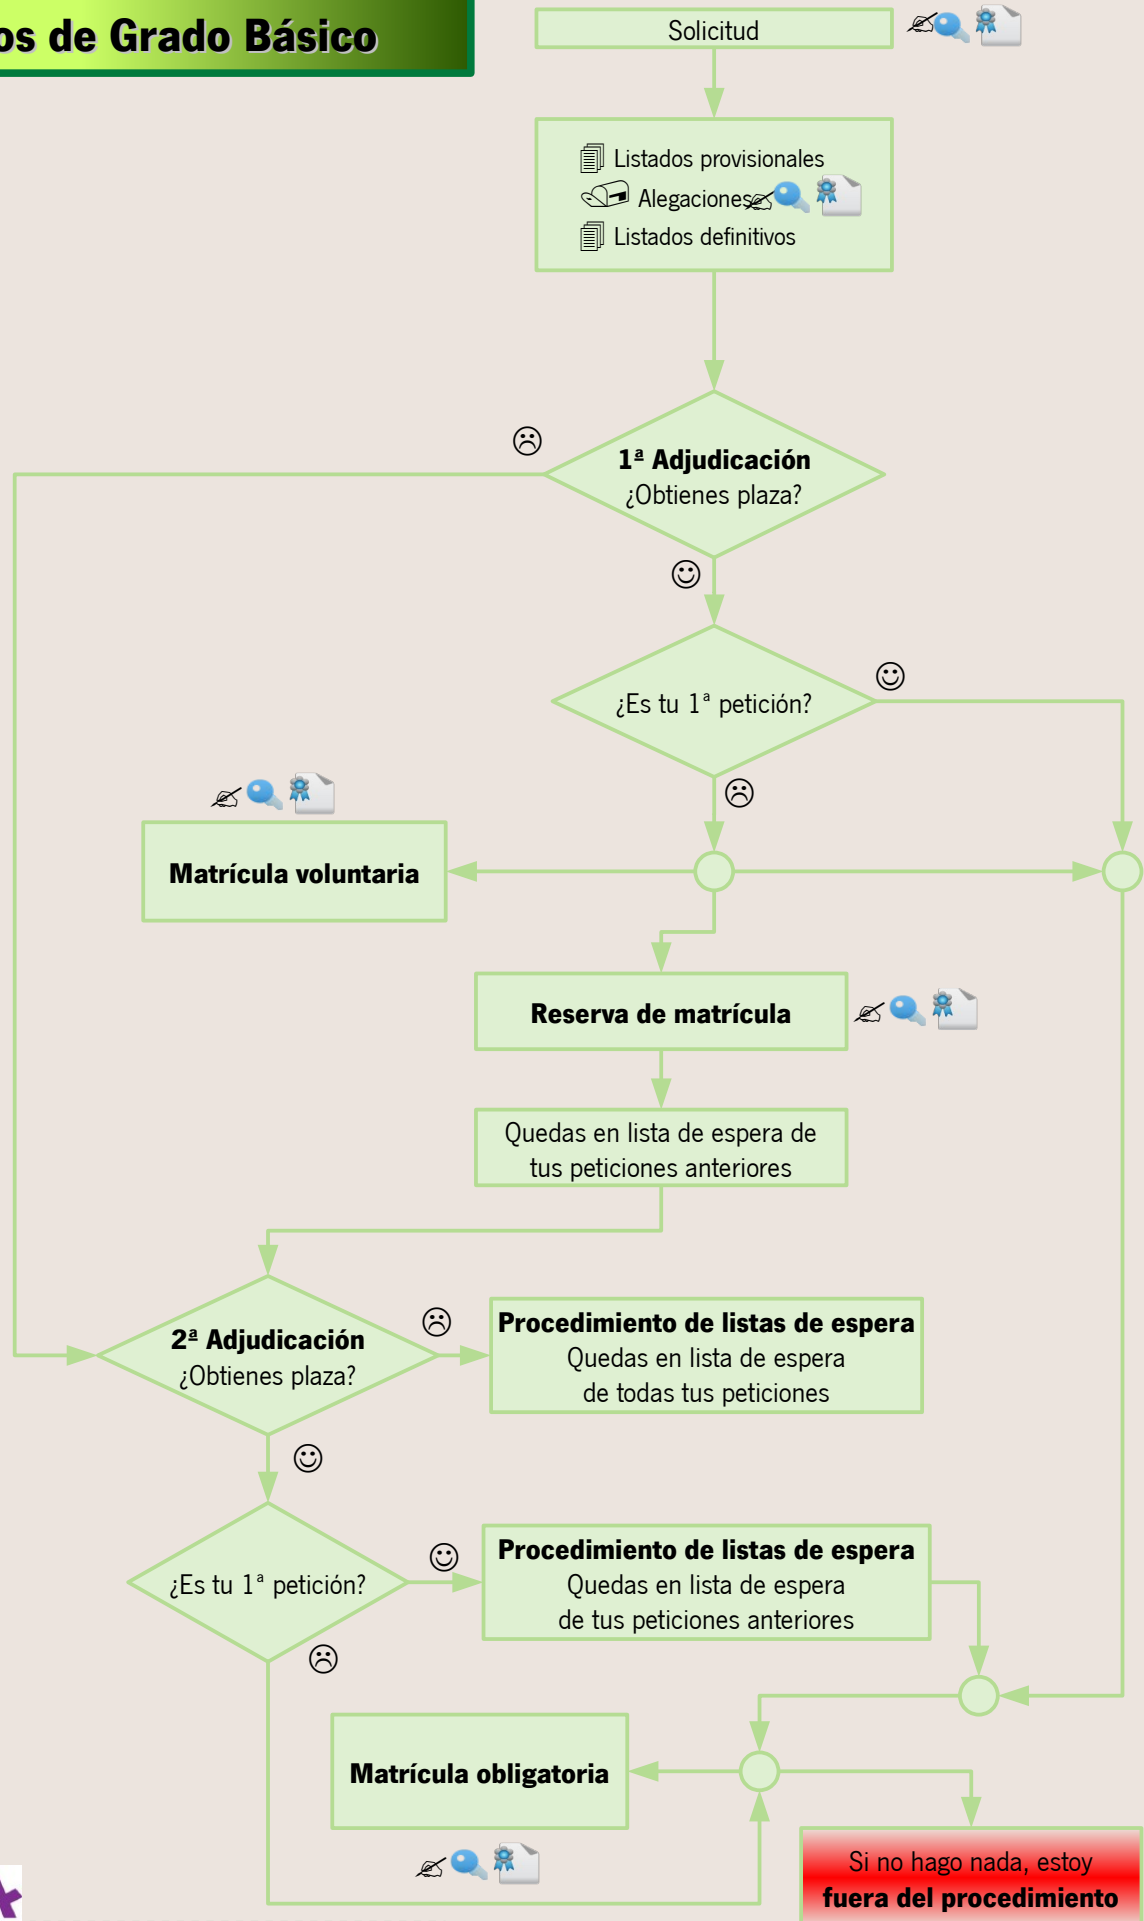 os de Grado Básico
Solicitud
Listados provisionales
Alegaciones
Listados definitivos
1ª Adjudicación
¿Obtienes plaza?
¿Es tu 1ª petición?
Matrícula voluntaria
Reserva de matrícula
Quedas en lista de espera de
tus peticiones anteriores
2ª Adjudicación
¿Obtienes plaza?
Procedimiento de listas de espera
Quedas en lista de espera
de todas tus peticiones
¿Es tu 1ª petición?
Procedimiento de listas de espera
Quedas en lista de espera
de tus peticiones anteriores
Matrícula obligatoria
Si no hago nada, estoy
fuera del procedimiento